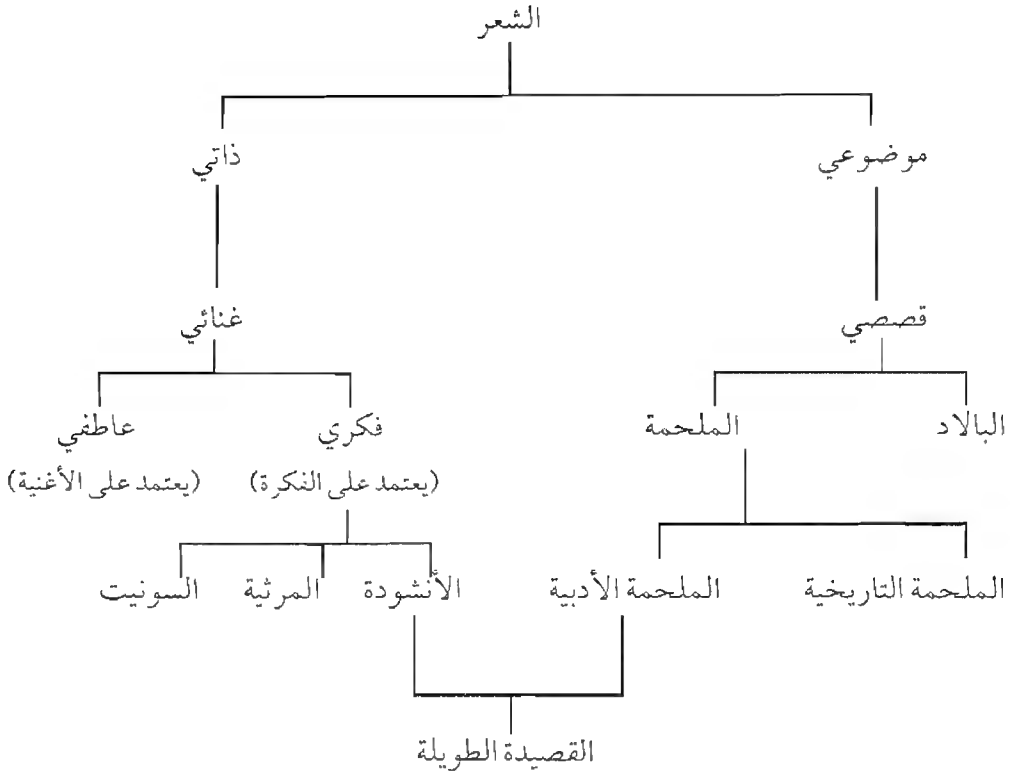 الشعر
موضوعي
ذاتي
قصصي
غنائي
البالاد
الملحمة
فكري
عاطفي
(يعتمد على الفكرة)
(يعتمد على الأغنية)
الملحمة التاريخية
الملحمة الأدبية
الأنشودة
المرثية
السونيت
القصيدة الطويلة